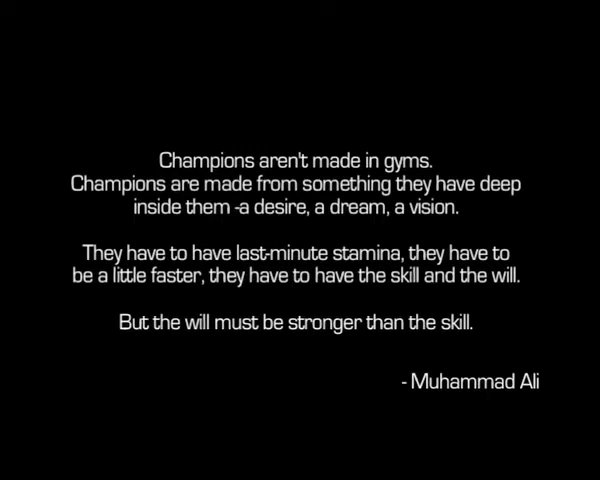 Champions aren't made in gyms.
Champions are made from something they have deep
inside them -a desire, a dream, a vision.
They have to have last-minute stamina, they have to
be a little faster, they have to have the skill and the will.
But the will must be stronger than the skill.
- Muhammad Ali